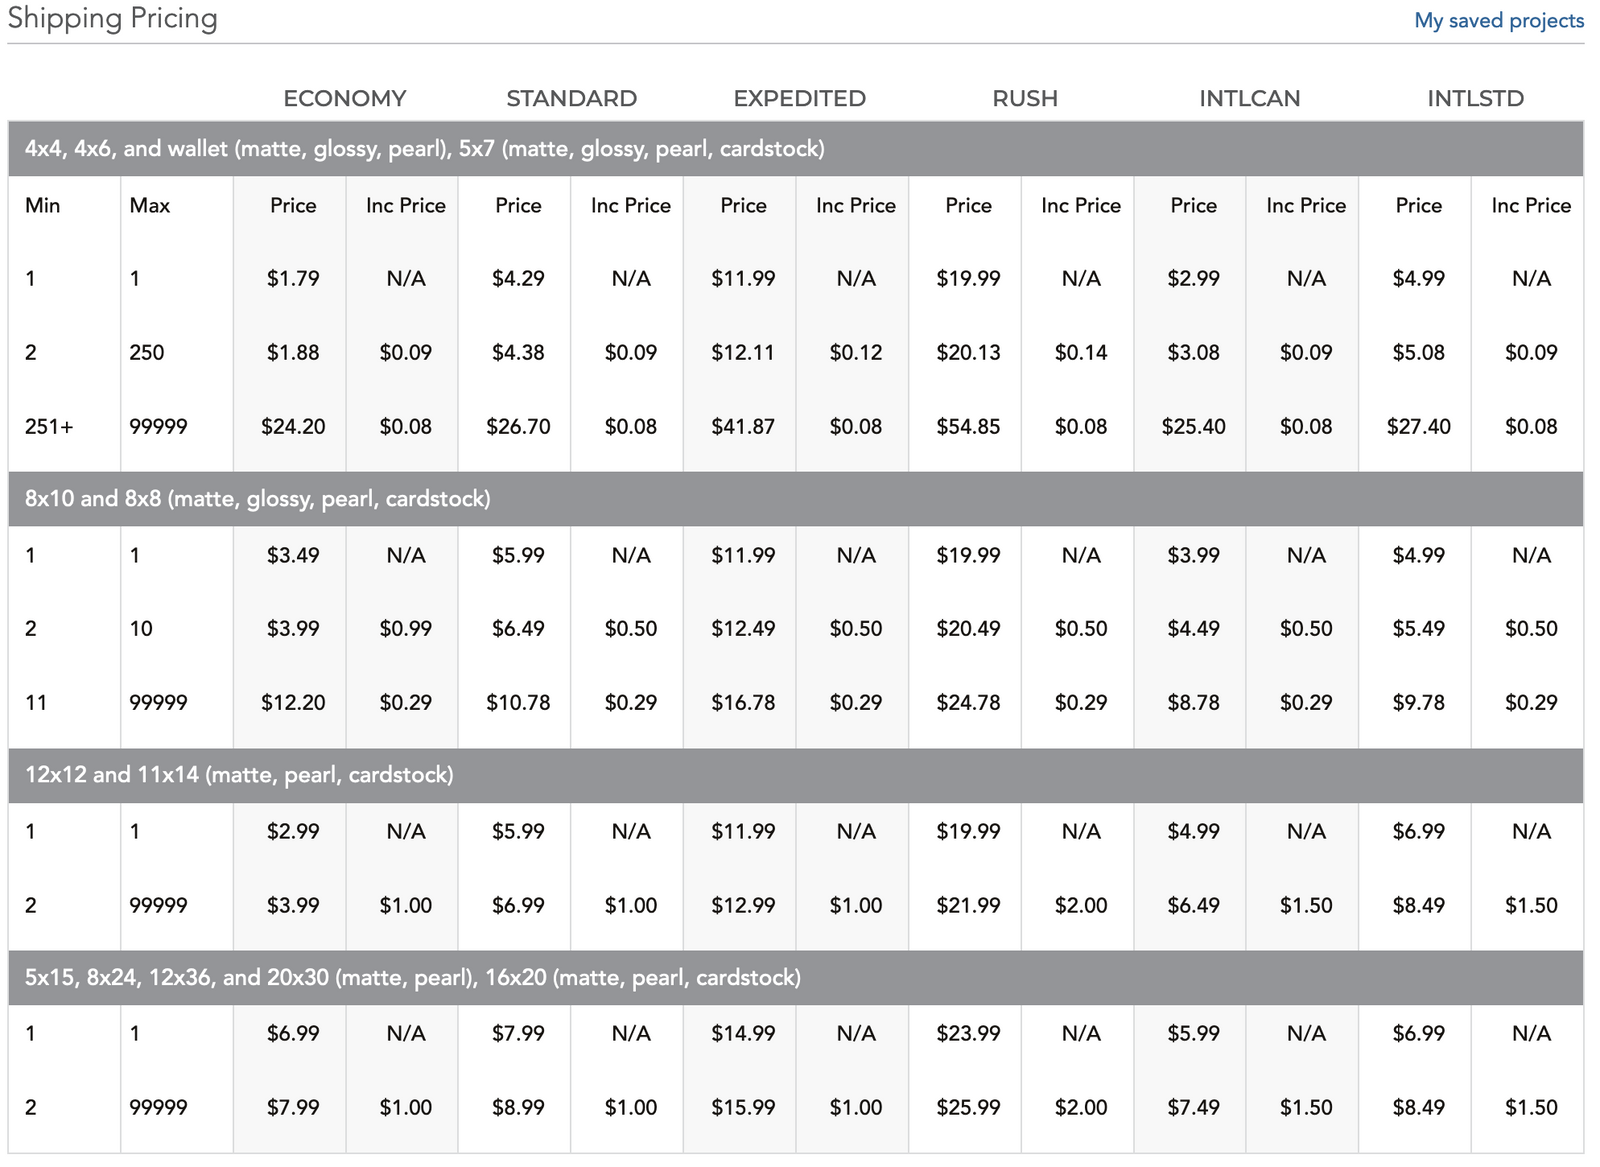 Shipping Pricing My saved projects
ECONOMY STANDARD EXPEDITED RUSH INTLCAN INTLSTD
4x4, 4x6, and wallet (matte, glossy, pearl), 5x7 (matte, glossy, pearl, cardstock)
Min Max Price Inc Price Price Inc Price Price Inc Price Price Inc Price Price Inc Price Price Inc Price
1 1 $1.79 N/A $4.29 N/A $11.99 N/A $19.99 N/A $2.99 N/A $4.99 N/A
2 250 $1.88 $0.09 $4.38 $0.09 $12.11 $0.12 $20.13 $0.14 $3.08 $0.09 $5.08 $0.09
251+ 99999 $24.20 $0.08 $26.70 $0.08 $41.87 $0.08 $54.85 $0.08 $25.40 $0.08 $27.40 $0.08
8x10 and 8x8 (matte, glossy, pearl, cardstock)
1 1 $3.49 N/A $5.99 N/A $11.99 N/A $19.99 N/A $3.99 N/A $4.99 N/A
2 10 $3.99 $0.99 $6.49 $0.50 $12.49 $0.50 $20.49 $0.50 $4.49 $0.50 $5.49 $0.50
11 99999 $12.20 $0.29 $10.78 $0.29 $16.78 $0.29 $24.78 $0.29 $8.78 $0.29 $9.78 $0.29
12x12 and 11x14 (matte, pearl, cardstock)
1 1 $2.99 N/A $5.99 N/A $11.99 N/A $19.99 N/A $4.99 N/A $6.99 N/A
2 99999 $3.99 $1.00 $6.99 $1.00 $12.99 $1.00 $21.99 $2.00 $6.49 $1.50 $8.49 $1.50
5x15, 8x24, 12x36, and 20x30 (matte, pearl), 16x20 (matte, pearl, cardstock)
1 1 $6.99 N/A $7.99 N/A $14.99 N/A $23.99 N/A $5.99 N/A $6.99 N/A
2 99999 $7.99 $1.00 $8.99 $1.00 $15.99 $1.00 $25.99 $2.00 $7.49 $1.50 $8.49 $1.50